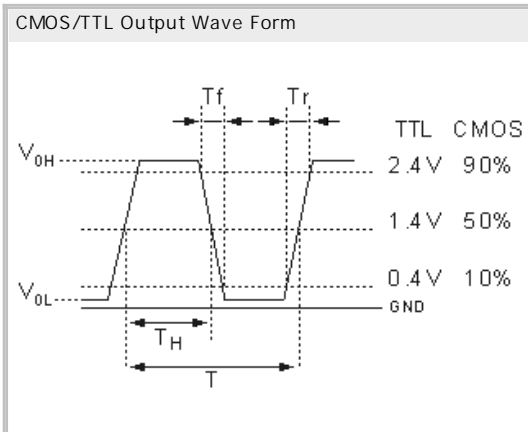 CMOS/TTL Output Wave Form
Tf Tr
TTL CMOS
V0H 2.4V 90%
1.4V 50%
0.4V 10%
V0L
GND
TH
T